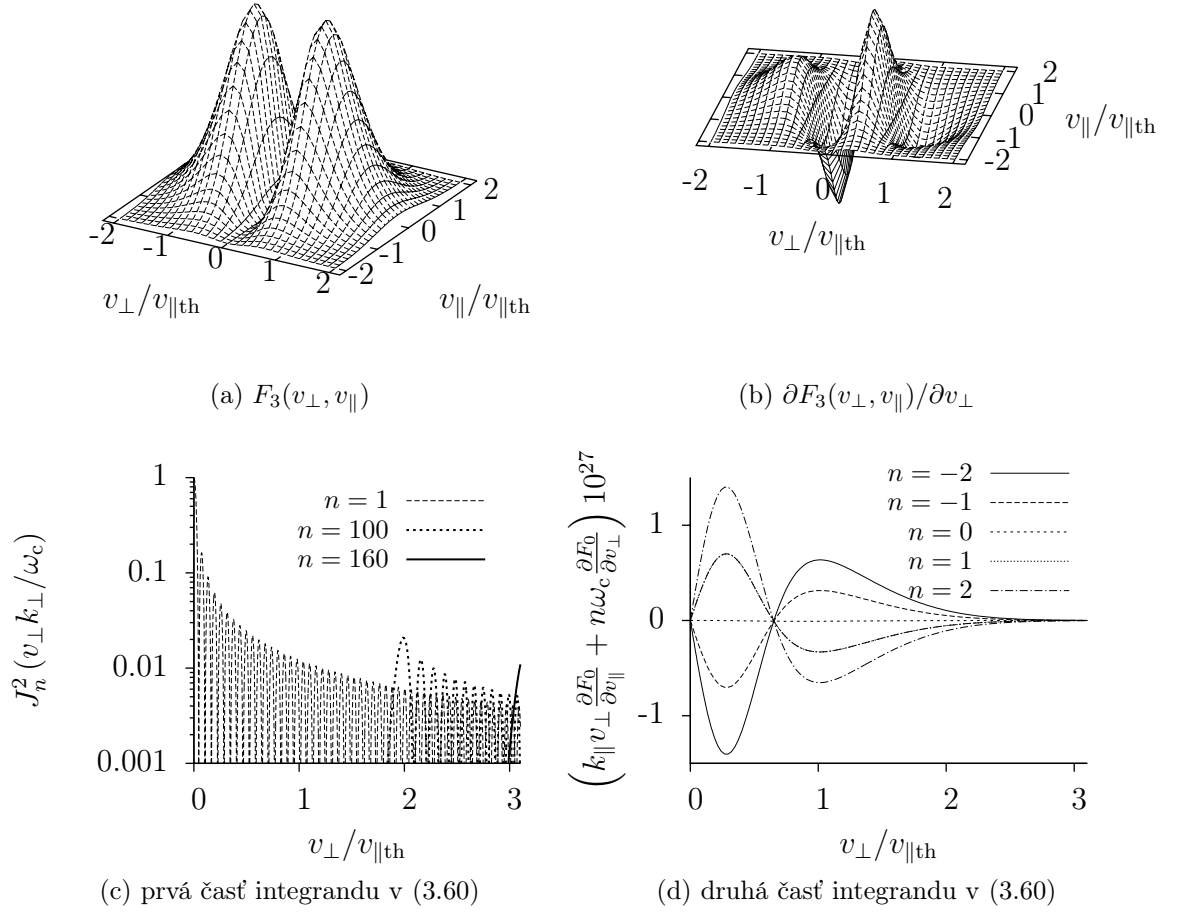 -2
-1
0
1
2
-2
-1
0
1
2
v⊥/v∥th
v∥/v∥th
(a) F₃(v⊥, v∥)
2
1
0
-1
-2
v∥/v∥th
-2
-1
0
1
2
v⊥/v∥th
(b) ∂F₃(v⊥, v∥)/∂v⊥
J²ₙ(v⊥k⊥/ωc)
1
0.1
0.01
0.001
n = 1
n = 100
n = 160
0 1 2 3
v⊥/v∥th
(c) prvá časť integrandu v (3.60)
(k∥v⊥ ∂F₀/∂v∥ + nωc ∂F₀/∂v⊥) 10²⁷
1
0
-1
n = −2
n = −1
n = 0
n = 1
n = 2
0 1 2 3
v⊥/v∥th
(d) druhá časť integrandu v (3.60)